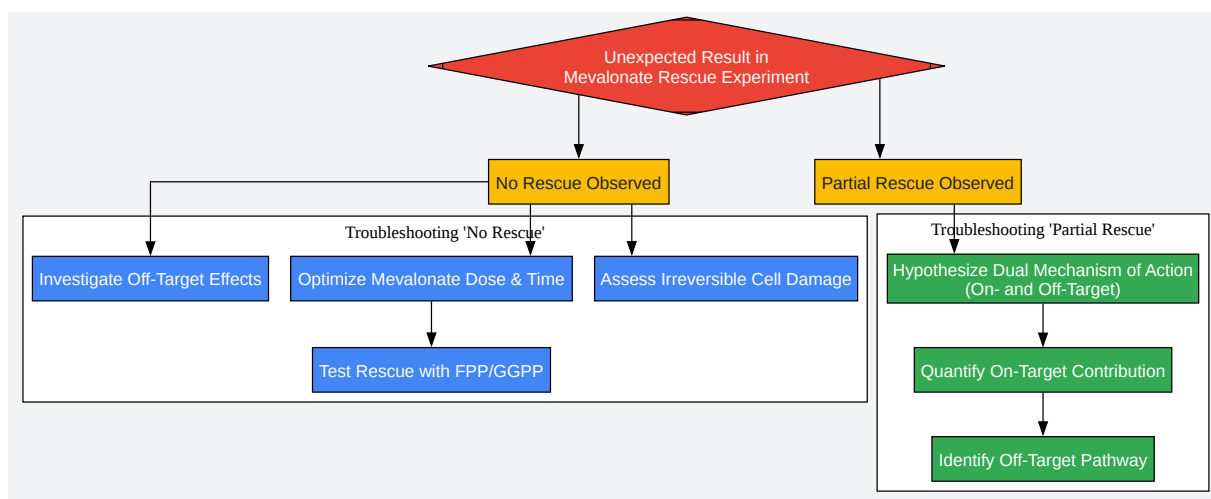 Unexpected Result in
Mevalonate Rescue Experiment
No Rescue Observed
Partial Rescue Observed
Troubleshooting 'No Rescue'
Troubleshooting 'Partial Rescue'
Investigate Off-Target Effects
Optimize Mevalonate Dose & Time
Assess Irreversible Cell Damage
Hypothesize Dual Mechanism of Action
(On- and Off-Target)
Test Rescue with FPP/GGPP
Quantify On-Target Contribution
Identify Off-Target Pathway